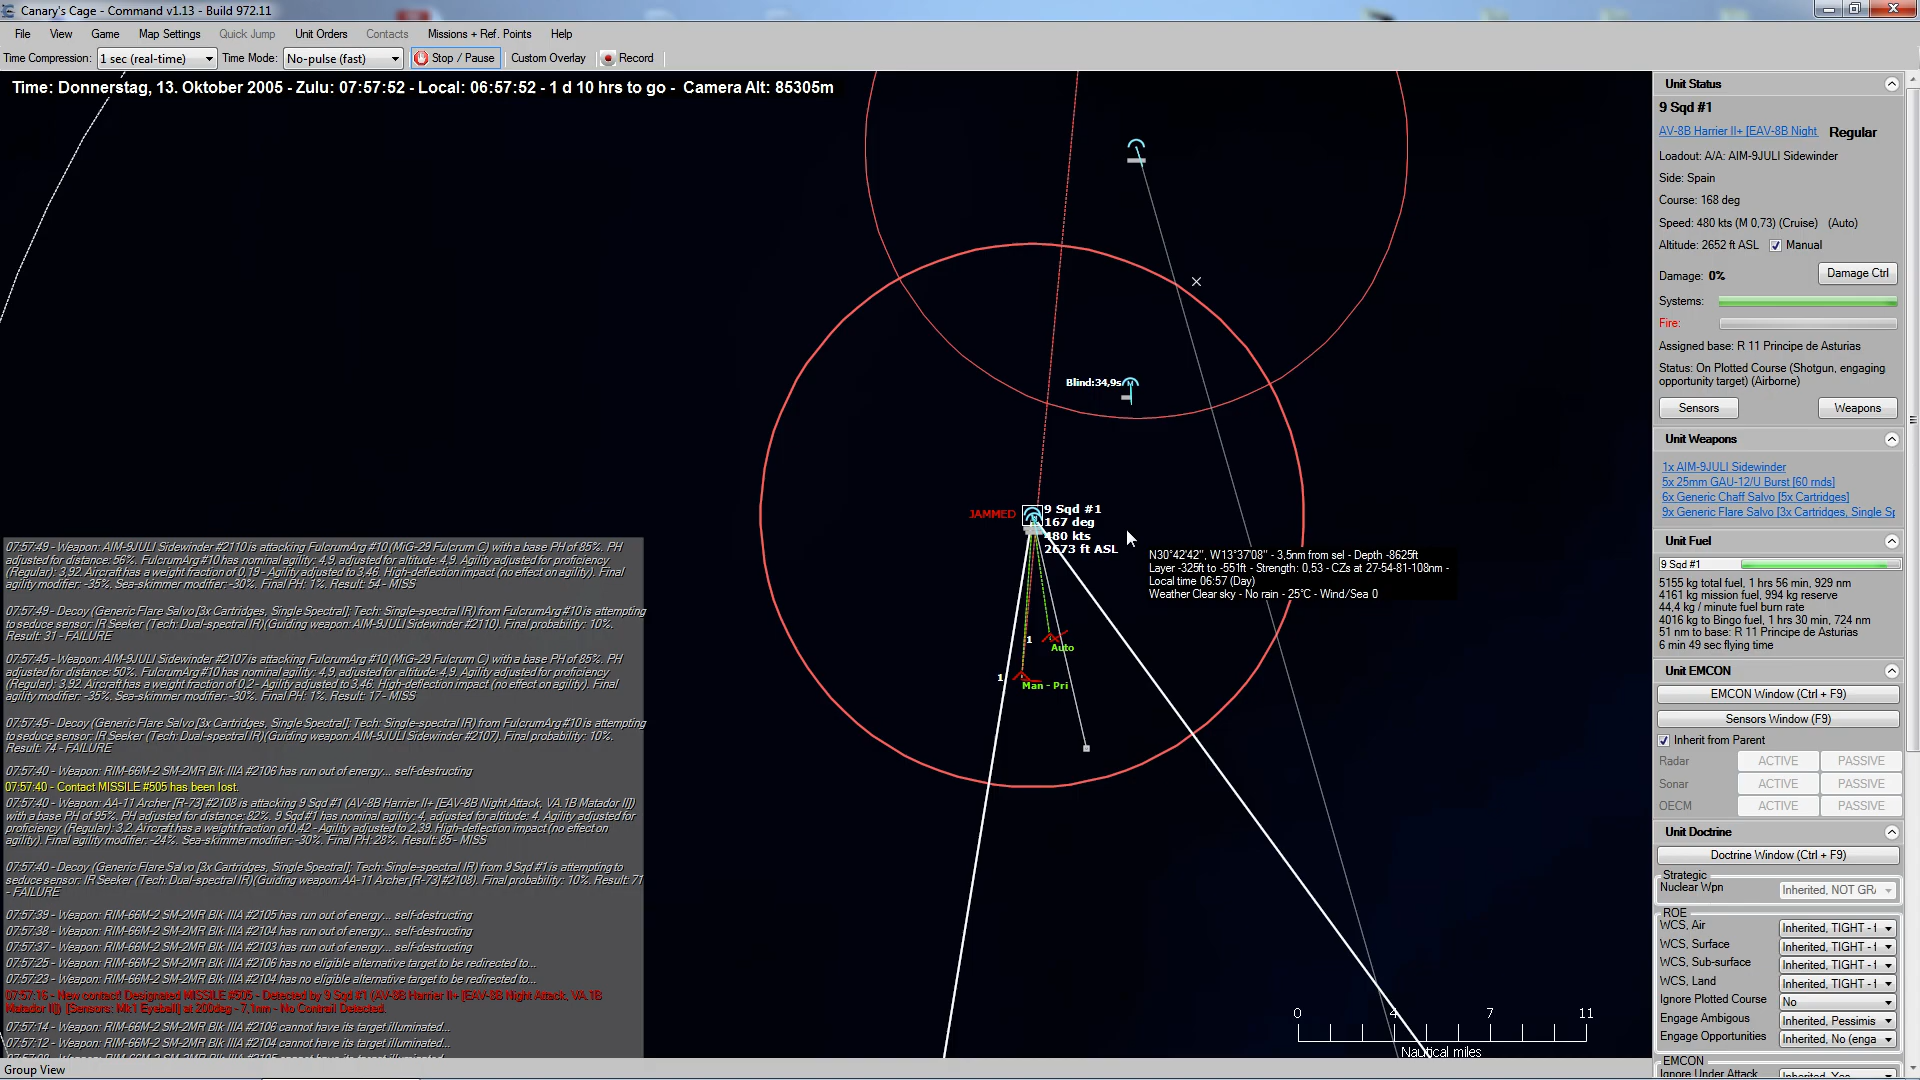 Canary's Cage - Command v1.13 - Build 972.11
File View Game Map Settings Quick Jump Unit Orders Contacts Missions + Ref. Points Help
Time Compression: 1 sec (real-time) Time Mode: No-pulse (fast) Stop / Pause Custom Overlay Record
Time: Donnerstag, 13. Oktober 2005 - Zulu: 07:57:52 - Local: 06:57:52 - 1 d 10 hrs to go - Camera Alt: 85305m
Blind:34,9s
JAMMED
9 Sqd #1
167 deg
480 kts
2673 ft ASL
N30°42'42", W13°37'08" - 3,5nm from sel - Depth -8625ft
Layer -325ft to -551ft - Strength: 0,53 - CZs at 27-54-81-108nm -
Local time 06:57 (Day)
Weather Clear sky - No rain - 25°C - Wind/Sea 0
1
Auto
1
Man - Pri
07:57:49 - Weapon: AIM-9JULI Sidewinder #2110 is attacking FulcrumArg #10 (MiG-29 Fulcrum C) with a base PH of 85%. PH
adjusted for distance: 56%. FulcrumArg #10 has nominal agility: 4,9, adjusted for altitude: 4,9. Agility adjusted for proficiency
(Regular): 3,92. Aircraft has a weight fraction of 0,19 - Agility adjusted to 3,46. High-deflection impact (no effect on agility). Final
agility modifier: -35%. Sea-skimmer modifier: -30%. Final PH: 1%. Result: 54 - MISS
07:57:49 - Decoy (Generic Flare Salvo [3x Cartridges, Single Spectral]; Tech: Single-spectral IR) from FulcrumArg #10 is attempting
to seduce sensor: IR Seeker (Tech: Dual-spectral IR)(Guiding weapon: AIM-9JULI Sidewinder #2110). Final probability: 10%.
Result: 31 - FAILURE
07:57:45 - Weapon: AIM-9JULI Sidewinder #2107 is attacking FulcrumArg #10 (MiG-29 Fulcrum C) with a base PH of 85%. PH
adjusted for distance: 50%. FulcrumArg #10 has nominal agility: 4,9, adjusted for altitude: 4,9. Agility adjusted for proficiency
(Regular): 3,92. Aircraft has a weight fraction of 0,2 - Agility adjusted to 3,46. High-deflection impact (no effect on agility). Final
agility modifier: -35%. Sea-skimmer modifier: -30%. Final PH: 1%. Result: 17 - MISS
07:57:45 - Decoy (Generic Flare Salvo [3x Cartridges, Single Spectral]; Tech: Single-spectral IR) from FulcrumArg #10 is attempting
to seduce sensor: IR Seeker (Tech: Dual-spectral IR)(Guiding weapon: AIM-9JULI Sidewinder #2107). Final probability: 10%.
Result: 74 - FAILURE
07:57:40 - Weapon: RIM-66M-2 SM-2MR Blk IIIA #2106 has run out of energy... self-destructing
07:57:40 - Contact MISSILE #505 has been lost.
07:57:40 - Weapon: AA-11 Archer [R-73] #2108 is attacking 9 Sqd #1 (AV-8B Harrier II+ [EAV-8B Night Attack, VA.1B Matador II])
with a base PH of 95%. PH adjusted for distance: 82%. 9 Sqd #1 has nominal agility: 4, adjusted for altitude: 4. Agility adjusted for
proficiency (Regular): 3,2. Aircraft has a weight fraction of 0,42 - Agility adjusted to 2,39. High-deflection impact (no effect on
agility). Final agility modifier: -24%. Sea-skimmer modifier: -30%. Final PH: 28%. Result: 85 - MISS
07:57:40 - Decoy (Generic Flare Salvo [3x Cartridges, Single Spectral]; Tech: Single-spectral IR) from 9 Sqd #1 is attempting to
seduce sensor: IR Seeker (Tech: Dual-spectral IR)(Guiding weapon: AA-11 Archer [R-73] #2108). Final probability: 10%. Result: 71
- FAILURE
07:57:39 - Weapon: RIM-66M-2 SM-2MR Blk IIIA #2105 has run out of energy... self-destructing
07:57:38 - Weapon: RIM-66M-2 SM-2MR Blk IIIA #2104 has run out of energy... self-destructing
07:57:37 - Weapon: RIM-66M-2 SM-2MR Blk IIIA #2103 has run out of energy... self-destructing
07:57:25 - Weapon: RIM-66M-2 SM-2MR Blk IIIA #2106 has no eligible alternative target to be redirected to...
07:57:23 - Weapon: RIM-66M-2 SM-2MR Blk IIIA #2104 has no eligible alternative target to be redirected to...
07:57:16 - New contact! Designated MISSILE #505 - Detected by 9 Sqd #1 (AV-8B Harrier II+ [EAV-8B Night Attack, VA.1B
Matador II]) [Sensors: Mk1 Eyeball] at 200deg - 7,1nm - No Contrail Detected.
07:57:14 - Weapon: RIM-66M-2 SM-2MR Blk IIIA #2106 cannot have its target illuminated...
07:57:12 - Weapon: RIM-66M-2 SM-2MR Blk IIIA #2104 cannot have its target illuminated...
0 4 7 11
Nautical miles
Group View
Unit Status
9 Sqd #1
AV-8B Harrier II+ [EAV-8B Night Regular
Loadout: A/A: AIM-9JULI Sidewinder
Side: Spain
Course: 168 deg
Speed: 480 kts (M 0,73) (Cruise) (Auto)
Altitude: 2652 ft ASL Manual
Damage: 0% Damage Ctrl
Systems:
Fire:
Assigned base: R 11 Principe de Asturias
Status: On Plotted Course (Shotgun, engaging
opportunity target) (Airborne)
Sensors Weapons
Unit Weapons
1x AIM-9JULI Sidewinder
5x 25mm GAU-12/U Burst [60 rnds]
6x Generic Chaff Salvo [5x Cartridges]
9x Generic Flare Salvo [3x Cartridges, Single Sp
Unit Fuel
9 Sqd #1
5155 kg total fuel, 1 hrs 56 min, 929 nm
4161 kg mission fuel, 994 kg reserve
44,4 kg / minute fuel burn rate
4016 kg to Bingo fuel, 1 hrs 30 min, 724 nm
51 nm to base: R 11 Principe de Asturias
6 min 49 sec flying time
Unit EMCON
EMCON Window (Ctrl + F9)
Sensors Window (F9)
Inherit from Parent
Radar ACTIVE PASSIVE
Sonar ACTIVE PASSIVE
OECM ACTIVE PASSIVE
Unit Doctrine
Doctrine Window (Ctrl + F9)
Strategic
Nuclear Wpn Inherited, NOT GR
ROE
WCS, Air Inherited, TIGHT - f
WCS, Surface Inherited, TIGHT - f
WCS, Sub-surface Inherited, TIGHT - f
WCS, Land Inherited, TIGHT - f
Ignore Plotted Course No
Engage Ambiguous Inherited, Pessimis
Engage Opportunities Inherited, No (enga
EMCON
Ignore Under Attack Inherited, Yes